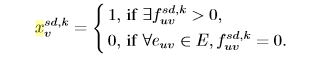 x_v^{sd,k} = { 1, if ∃f_{uv}^{sd,k} > 0,
0, if ∀e_{uv} ∈ E, f_{uv}^{sd,k} = 0.